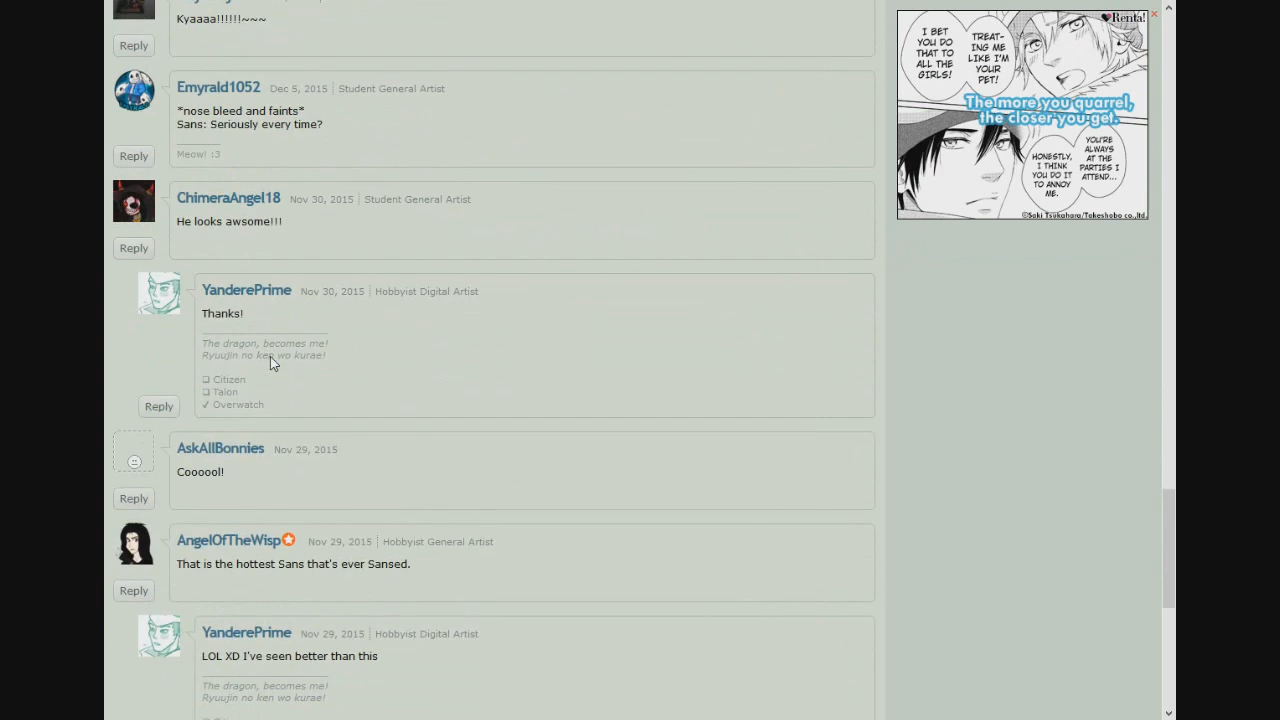 Kyaaaa!!!!!!~~~
Reply
Emyrald1052 Dec 5, 2015 | Student General Artist
*nose bleed and faints*
Sans: Seriously every time?
Meow! :3
Reply
ChimeraAngel18 Nov 30, 2015 | Student General Artist
He looks awsome!!!
Reply
YanderePrime Nov 30, 2015 | Hobbyist Digital Artist
Thanks!
The dragon, becomes me!
Ryuujin no ken wo kurae!
❏ Citizen
❏ Talon
✓ Overwatch
Reply
AskAllBonnies Nov 29, 2015
Coooool!
Reply
AngelOfTheWisp Nov 29, 2015 | Hobbyist General Artist
That is the hottest Sans that's ever Sansed.
Reply
YanderePrime Nov 29, 2015 | Hobbyist Digital Artist
LOL XD I've seen better than this
The dragon, becomes me!
Ryuujin no ken wo kurae!
Renta!
I BET
YOU DO
THAT TO
ALL THE
GIRLS!
TREAT-
ING ME
LIKE I'M
YOUR
PET!
The more you quarrel,
the closer you get.
YOU'RE
ALWAYS
AT THE
PARTIES I
ATTEND...
HONESTLY,
I THINK
YOU DO IT
TO ANNOY
ME.
©Saki Tsukahara/Takeshobo co.,ltd.